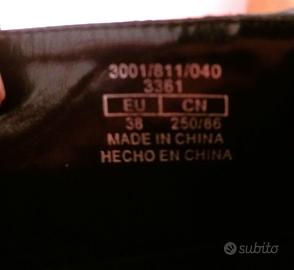 3001/811/040
3361
EU CN
38 250/86
MADE IN CHINA
HECHO EN CHINA
subito